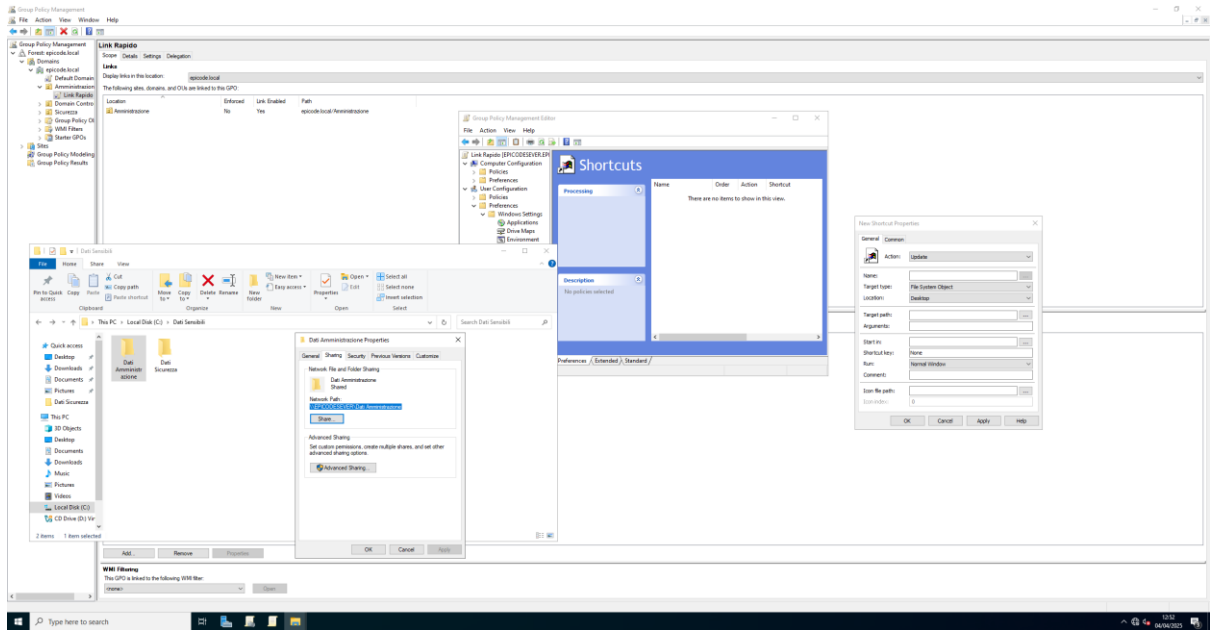 Group Policy Management
File Action View Window Help
Group Policy Management
Forest: epicode.local
Domains
epicode.local
Default Domain
Amministrazion
Link Rapido
Domain Contro
Sicurezza
Group Policy Ob
WMI Filters
Starter GPOs
Sites
Group Policy Modeling
Group Policy Results
Link Rapido
Scope Details Settings Delegation
Links
Display links in this location: epicode.local
The following sites, domains, and OUs are linked to this GPO:
Location Enforced Link Enabled Path
Amministrazione No Yes epicode.local/Amministrazione
Group Policy Management Editor
File Action View Help
Link Rapido [EPICODESEVER.EPI
Computer Configuration
Policies
Preferences
User Configuration
Policies
Preferences
Windows Settings
Applications
Drive Maps
Environment
Shortcuts
Processing
Description
No policies selected
Name Order Action Shortcut
There are no items to show in this view.
Preferences Extended Standard
New Shortcut Properties
General Common
Action: Update
Name:
Target type: File System Object
Location: Desktop
Target path:
Arguments:
Start in:
Shortcut key: None
Run: Normal Window
Comment:
Icon file path:
Icon index: 0
OK Cancel Apply Help
Dati Sensibili
File Home Share View
Pin to Quick access
Copy
Paste
Cut
Copy path
Paste shortcut
Clipboard
Move to
Copy to
Delete
Rename
Organize
New folder
New item
Easy access
New
Properties
Open
Edit
Open
Select all
Select none
Invert selection
Select
This PC > Local Disk (C:) > Dati Sensibili
Search Dati Sensibili
Quick access
Desktop
Downloads
Documents
Pictures
Dati Sicurezza
This PC
3D Objects
Desktop
Documents
Downloads
Music
Pictures
Videos
Local Disk (C:)
CD Drive (D:) Vir
Dati Amministrazione
Dati Sicurezza
2 items 1 item selected
Dati Amministrazione Properties
General Sharing Security Previous Versions Customize
Network File and Folder Sharing
Dati Amministrazione
Shared
Network Path:
\\EPICODESEVER\Dati Amministrazione
Share...
Advanced Sharing
Set custom permissions, create multiple shares, and set other
advanced sharing options.
Advanced Sharing...
OK Cancel Apply
Add... Remove Properties
WMI Filtering
This GPO is linked to the following WMI filter:
<none>
Open
Type here to search
12:52
04/04/2025